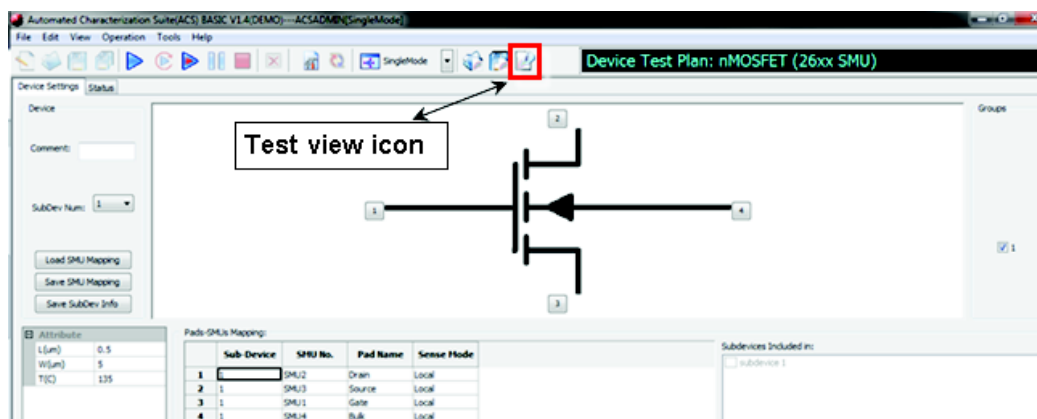 Automated Characterization Suite(ACS) BASIC V1.4(DEMO)---ACSADMIN[SingleMode]
File Edit View Operation Tools Help
SingleMode
Device Test Plan: nMOSFET (26xx SMU)
Device Settings Status
Device
Groups
Test view icon
Comment:
SubDev Num: 1
Load SMU Mapping
Save SMU Mapping
Save SubDev Info
2
1
4
3
1
Attribute
L(um) 0.5
W(um) 5
T(C) 135
Pads-SMUs Mapping:
Sub-Device SMU No. Pad Name Sense Mode
1 1 SMU2 Drain Local
2 1 SMU3 Source Local
3 1 SMU1 Gate Local
4 1 SMU4 Bulk Local
Subdevices Included in:
subdevice 1